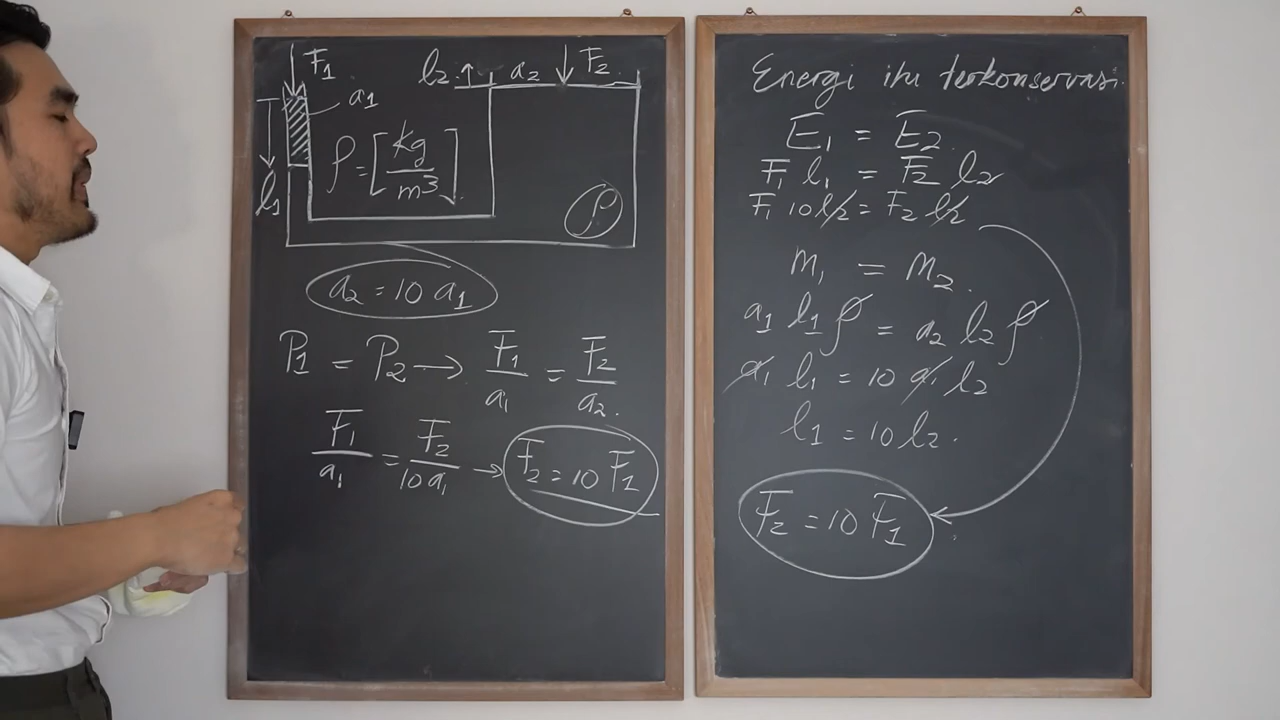 F₁
a₁
l₁
l₂ ↑ a₂ ↓ F₂
ρ = [kg/m³]
ρ
a₂ = 10 a₁
P₁ = P₂ → F₁/a₁ = F₂/a₂.
F₁/a₁ = F₂/10a₁ → F₂ = 10 F₁
Energi itu terkonservasi.
E₁ = E₂.
F₁ l₁ = F₂ l₂
F₁ 10 l₂ = F₂ l₂
m₁ = m₂.
a₁ l₁ ρ = a₂ l₂ ρ
a₁ l₁ = 10 a₁ l₂
l₁ = 10 l₂.
F₂ = 10 F₁